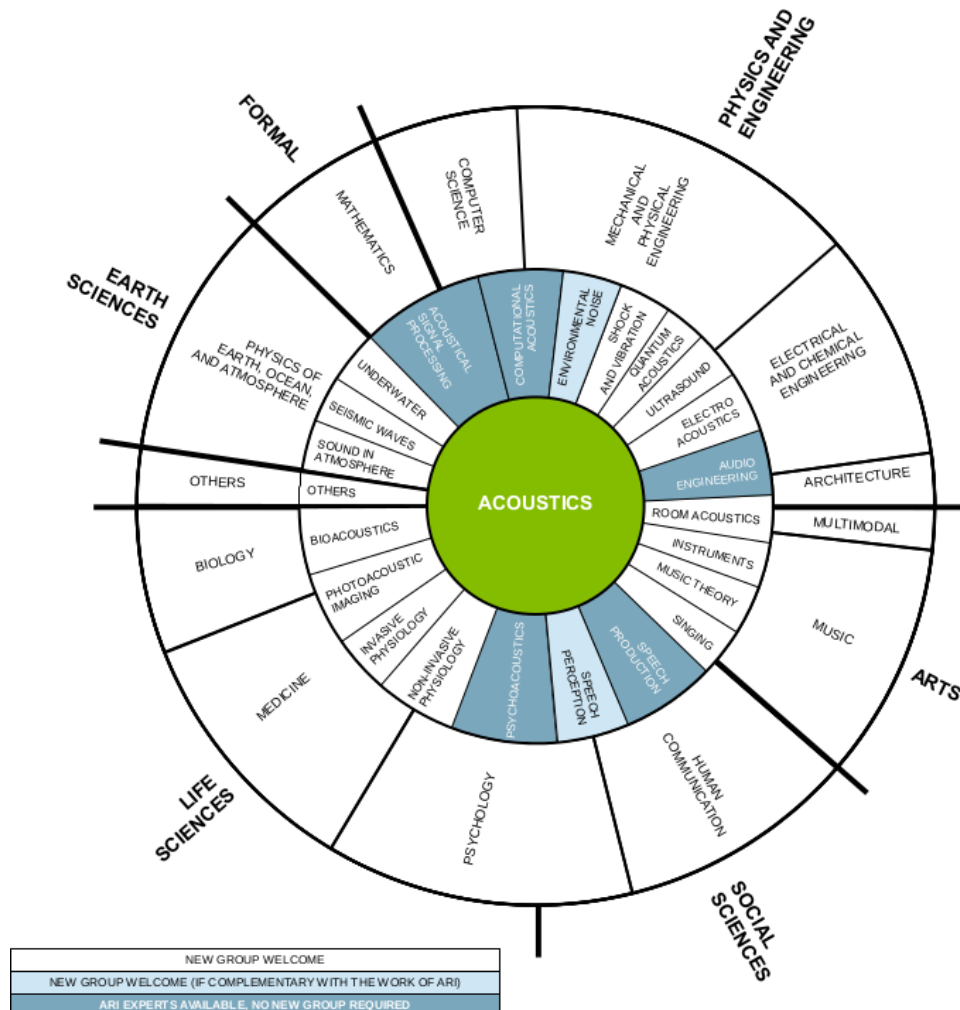 PHYSICS AND
ENGINEERING
FORMAL
EARTH
SCIENCES
LIFE
SCIENCES
SOCIAL
SCIENCES
ARTS
COMPUTER
SCIENCE
MECHANICAL
AND
PHYSICAL
ENGINEERING
ELECTRICAL
AND CHEMICAL
ENGINEERING
ARCHITECTURE
MULTIMODAL
MUSIC
HUMAN
COMMUNICATION
PSYCHOLOGY
MEDICINE
BIOLOGY
OTHERS
PHYSICS OF
EARTH, OCEAN,
AND ATMOSPHERE
MATHEMATICS
ACOUSTICAL
SIGNAL
PROCESSING
COMPUTATIONAL
ACOUSTICS
ENVIRONMENTAL
NOISE
SHOCK
AND VIBRATION
QUANTUM
ACOUSTICS
ULTRASOUND
ELECTRO
ACOUSTICS
AUDIO
ENGINEERING
ROOM ACOUSTICS
INSTRUMENTS
MUSIC THEORY
SINGING
SPEECH
PRODUCTION
SPEECH
PERCEPTION
PSYCHOACOUSTICS
NON-INVASIVE
PHYSIOLOGY
INVASIVE
PHYSIOLOGY
PHOTOACOUSTIC
IMAGING
BIOACOUSTICS
OTHERS
SOUND IN
ATMOSPHERE
SEISMIC WAVES
UNDERWATER
ACOUSTICS
NEW GROUP WELCOME
NEW GROUP WELCOME (IF COMPLEMENTARY WITH THE WORK OF ARI)
ARI EXPERTS AVAILABLE, NO NEW GROUP REQUIRED